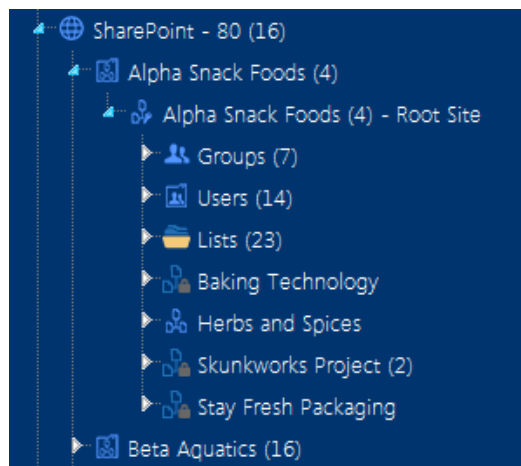 SharePoint - 80 (16)
Alpha Snack Foods (4)
Alpha Snack Foods (4) - Root Site
Groups (7)
Users (14)
Lists (23)
Baking Technology
Herbs and Spices
Skunkworks Project (2)
Stay Fresh Packaging
Beta Aquatics (16)